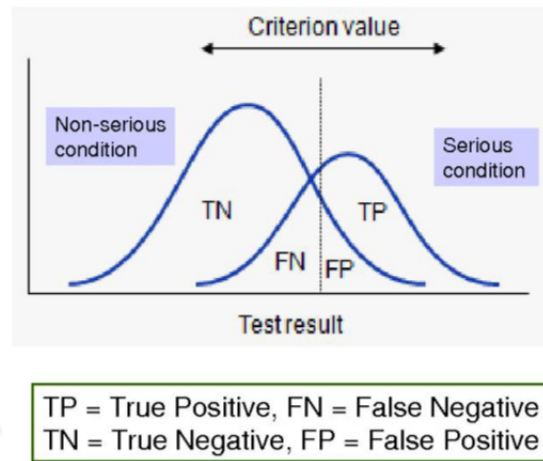 Criterion value
Non-serious
condition
Serious
condition
TN
TP
FN
FP
Test result
TP = True Positive, FN = False Negative
TN = True Negative, FP = False Positive